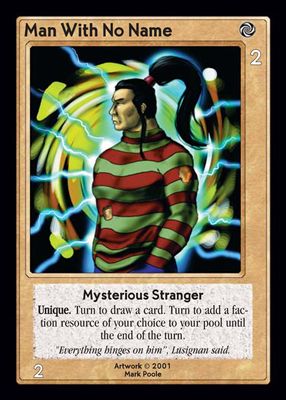 Man With No Name
2
Mysterious Stranger
Unique. Turn to draw a card. Turn to add a fac-
tion resource of your choice to your pool until
the end of the turn.
"Everything hinges on him", Lusignan said.
2
Artwork © 2001
Mark Poole